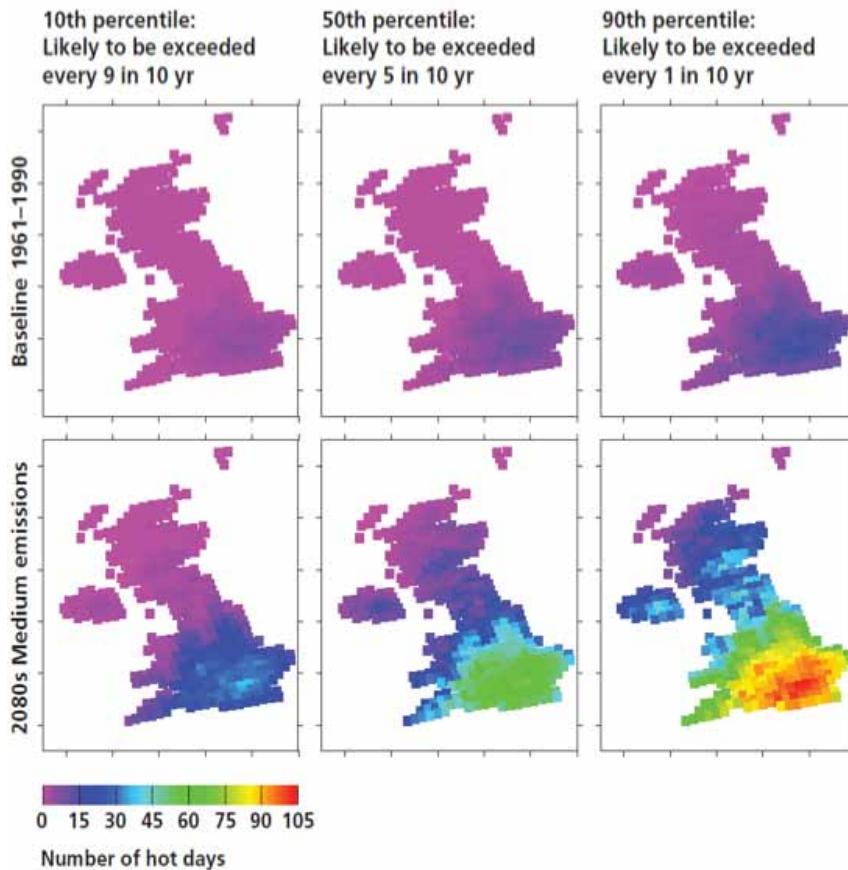 10th percentile:
Likely to be exceeded
every 9 in 10 yr
50th percentile:
Likely to be exceeded
every 5 in 10 yr
90th percentile:
Likely to be exceeded
every 1 in 10 yr
Baseline 1961–1990
2080s Medium emissions
0 15 30 45 60 75 90 105
Number of hot days